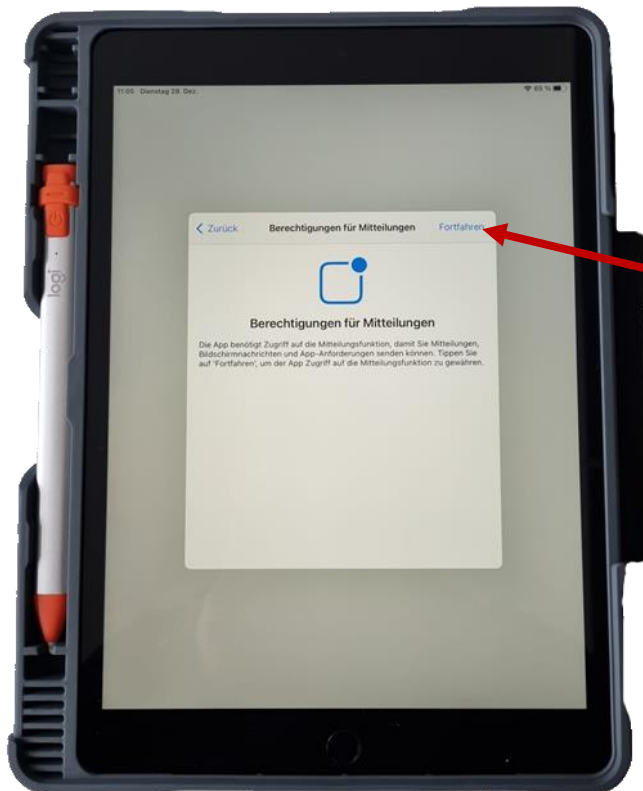 11:05 Dienstag 28. Dez.
65 %
Zurück
Berechtigungen für Mitteilungen
Fortfahren
Berechtigungen für Mitteilungen
Die App benötigt Zugriff auf die Mitteilungsfunktion, damit Sie Mitteilungen,
Bildschirmnachrichten und App-Anforderungen senden können. Tippen Sie
auf 'Fortfahren', um der App Zugriff auf die Mitteilungsfunktion zu gewähren.
logi